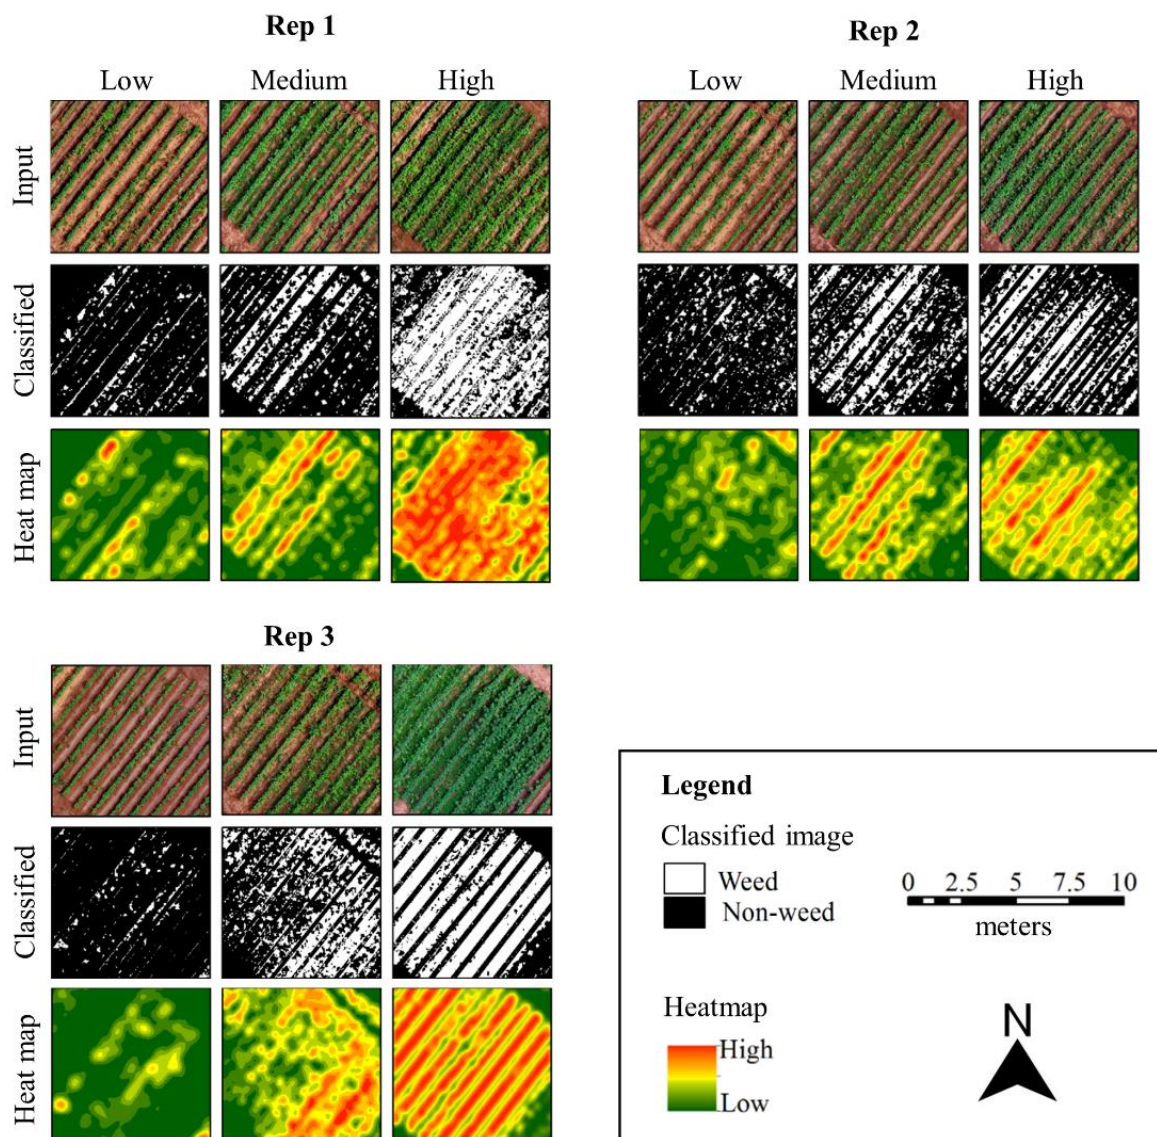 Rep 1
Low Medium High
Input
Classified
Heat map
Rep 2
Low Medium High
Rep 3
Input
Classified
Heat map
Legend
Classified image
Weed
Non-weed
0 2.5 5 7.5 10
meters
Heatmap
High
Low
N